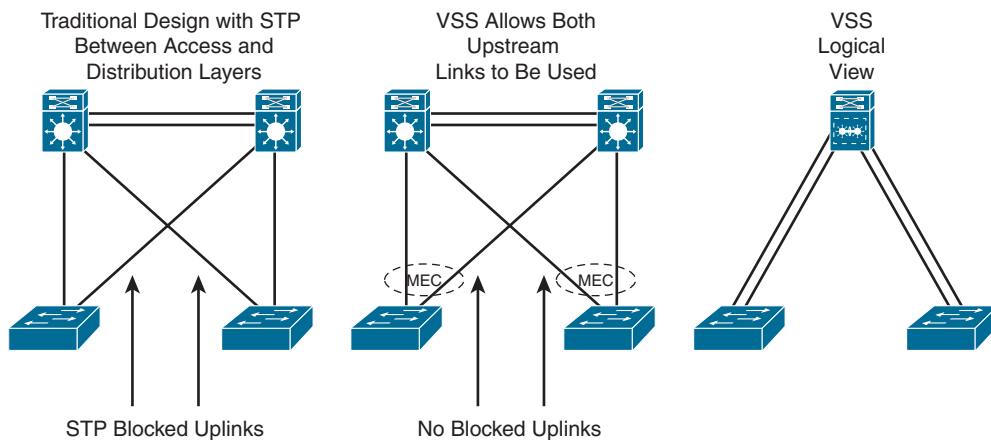 Traditional Design with STP
Between Access and
Distribution Layers
VSS Allows Both
Upstream
Links to Be Used
VSS
Logical
View
MEC
MEC
STP Blocked Uplinks
No Blocked Uplinks